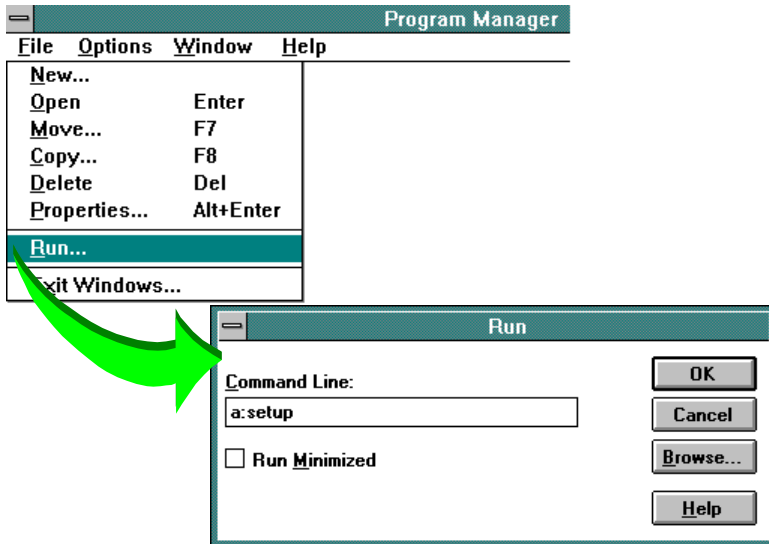 Program Manager
File Options Window Help
New...
Open Enter
Move... F7
Copy... F8
Delete Del
Properties... Alt+Enter
Run...
Exit Windows...
Run
Command Line:
a:setup
Run Minimized
OK
Cancel
Browse...
Help